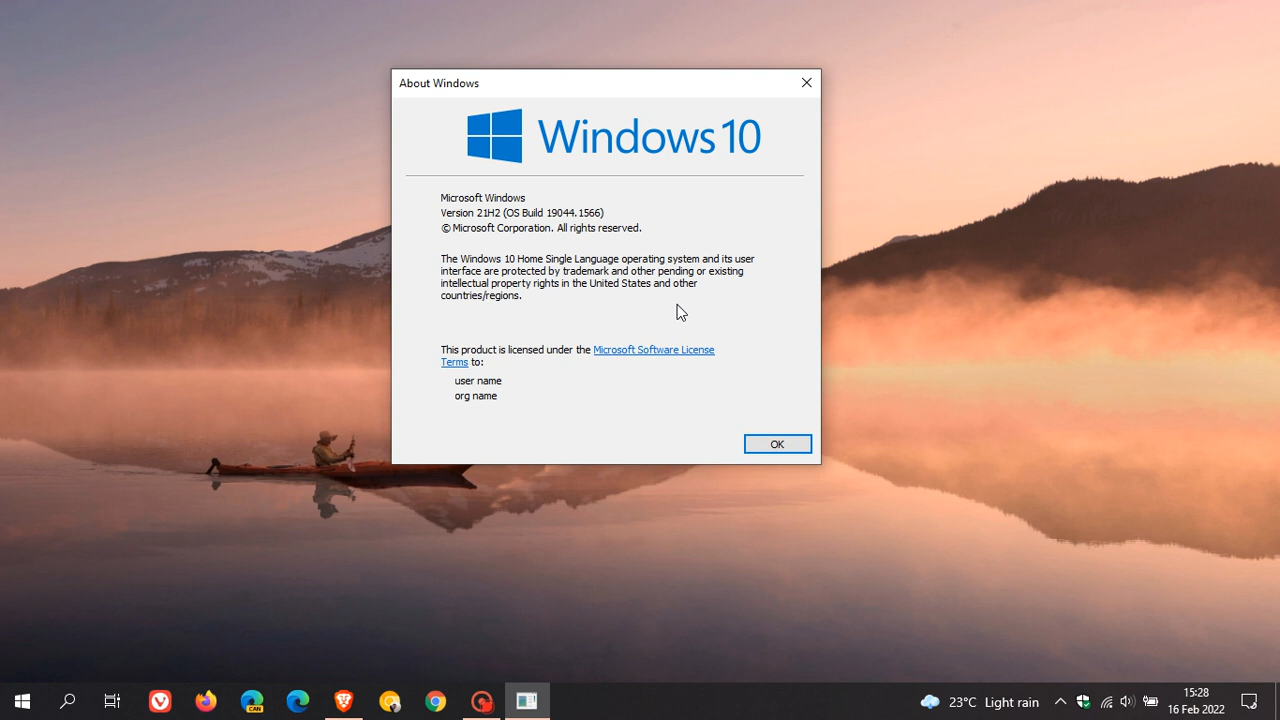 About Windows
Windows 10
Microsoft Windows
Version 21H2 (OS Build 19044.1566)
© Microsoft Corporation. All rights reserved.
The Windows 10 Home Single Language operating system and its user
interface are protected by trademark and other pending or existing
intellectual property rights in the United States and other
countries/regions.
This product is licensed under the Microsoft Software License
Terms to:
user name
org name
OK
CAN
23°C Light rain
15:28
16 Feb 2022